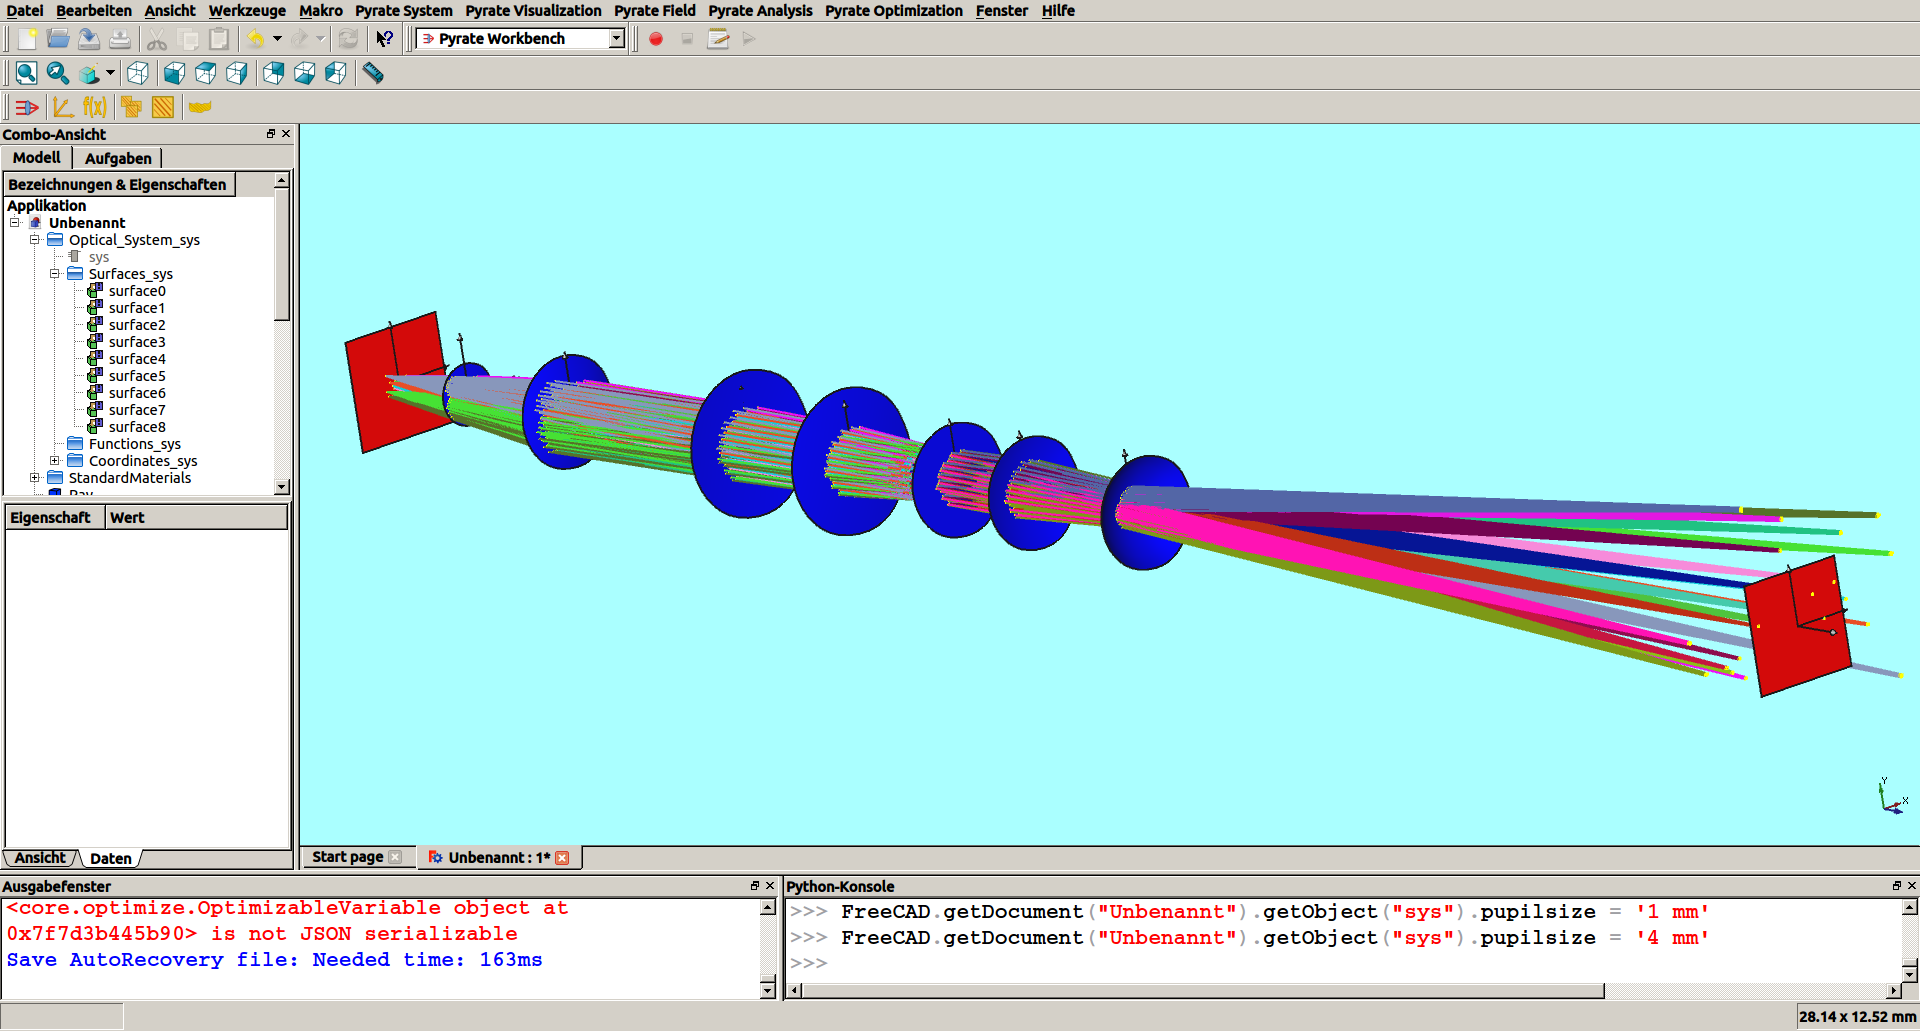 Datei Bearbeiten Ansicht Werkzeuge Makro Pyrate System Pyrate Visualization Pyrate Field Pyrate Analysis Pyrate Optimization Fenster Hilfe
Pyrate Workbench
f(x)
Combo-Ansicht
Modell Aufgaben
Bezeichnungen & Eigenschaften
Applikation
Unbenannt
Optical_System_sys
sys
Surfaces_sys
surface0
surface1
surface2
surface3
surface4
surface5
surface6
surface7
surface8
Functions_sys
Coordinates_sys
StandardMaterials
Eigenschaft Wert
Ansicht Daten
Y
X
Start page Unbenannt : 1*
Ausgabefenster
<core.optimize.OptimizableVariable object at
0x7f7d3b445b90> is not JSON serializable
Save AutoRecovery file: Needed time: 163ms
Python-Konsole
>>> FreeCAD.getDocument("Unbenannt").getObject("sys").pupilsize = '1 mm'
>>> FreeCAD.getDocument("Unbenannt").getObject("sys").pupilsize = '4 mm'
>>>
28.14 x 12.52 mm